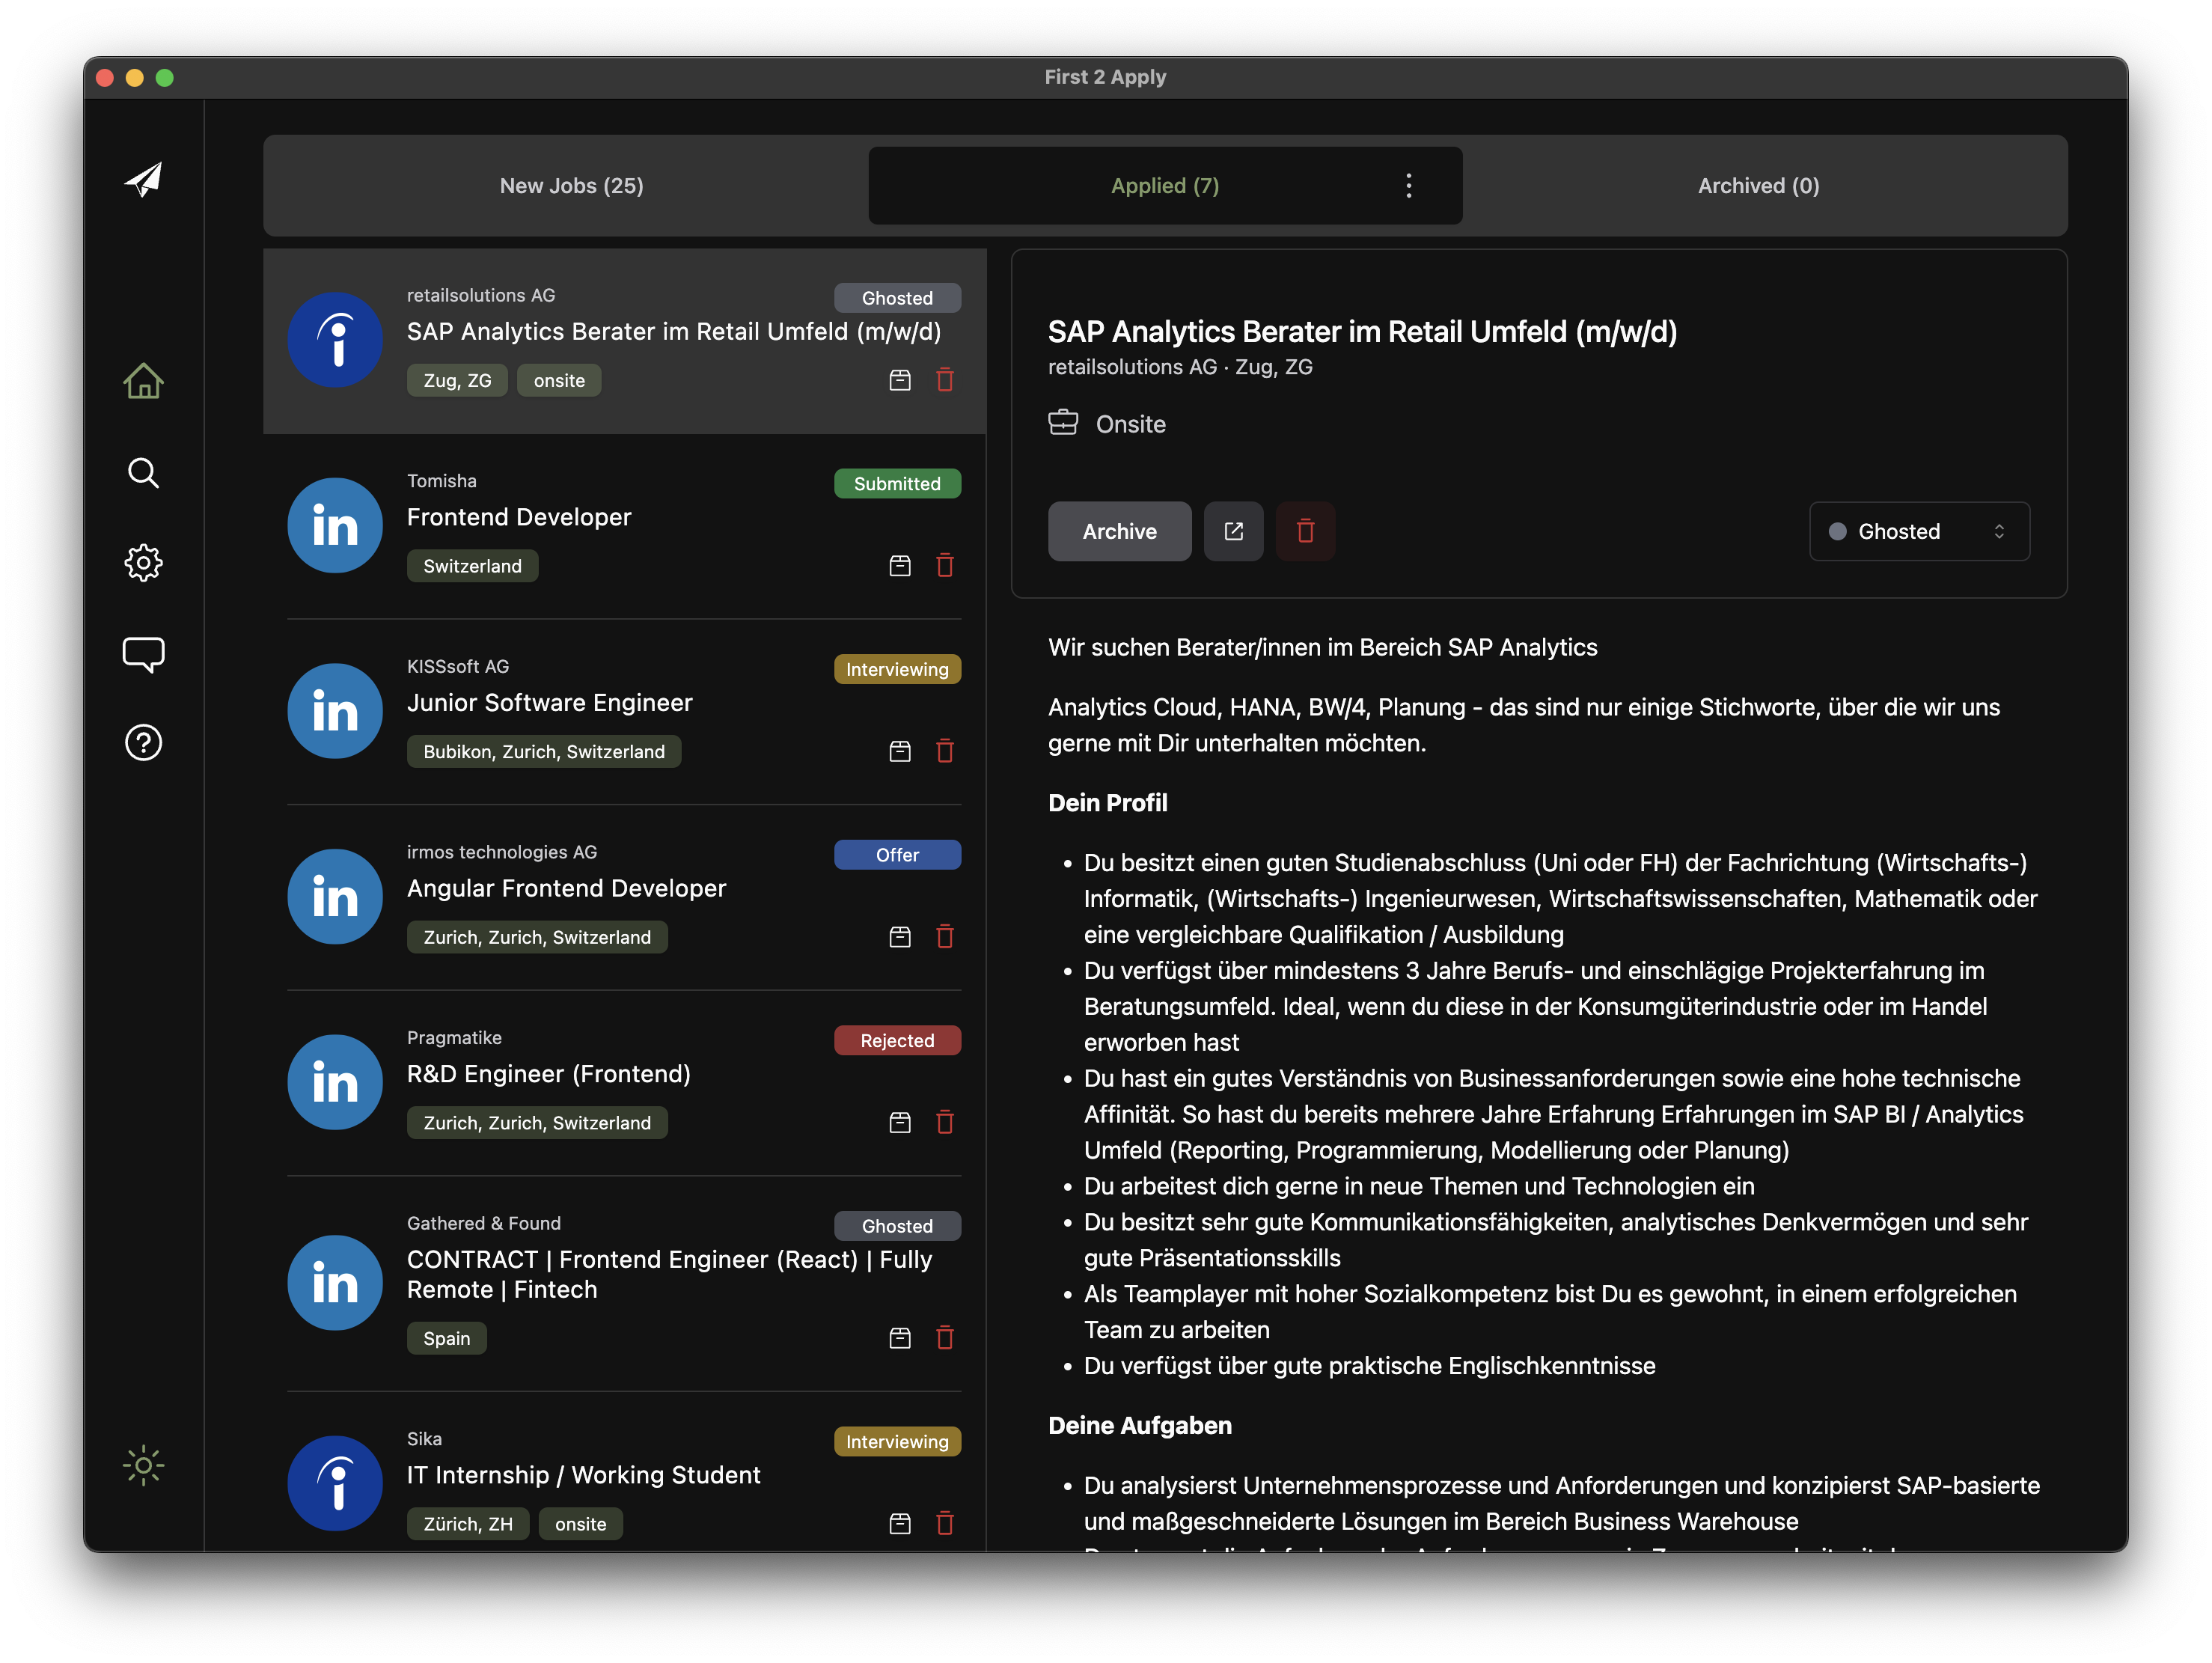 First 2 Apply
New Jobs (25)
Applied (7)
Archived (0)
retailsolutions AG
Ghosted
SAP Analytics Berater im Retail Umfeld (m/w/d)
Zug, ZG
onsite
Tomisha
Submitted
Frontend Developer
Switzerland
KISSsoft AG
Interviewing
Junior Software Engineer
Bubikon, Zurich, Switzerland
irmos technologies AG
Offer
Angular Frontend Developer
Zurich, Zurich, Switzerland
Pragmatike
Rejected
R&D Engineer (Frontend)
Zurich, Zurich, Switzerland
Gathered & Found
Ghosted
CONTRACT | Frontend Engineer (React) | Fully
Remote | Fintech
Spain
Sika
Interviewing
IT Internship / Working Student
Zürich, ZH
onsite
SAP Analytics Berater im Retail Umfeld (m/w/d)
retailsolutions AG · Zug, ZG
Onsite
Archive
Ghosted
Wir suchen Berater/innen im Bereich SAP Analytics
Analytics Cloud, HANA, BW/4, Planung - das sind nur einige Stichworte, über die wir uns
gerne mit Dir unterhalten möchten.
Dein Profil
• Du besitzt einen guten Studienabschluss (Uni oder FH) der Fachrichtung (Wirtschafts-)
Informatik, (Wirtschafts-) Ingenieurwesen, Wirtschaftswissenschaften, Mathematik oder
eine vergleichbare Qualifikation / Ausbildung
• Du verfügst über mindestens 3 Jahre Berufs- und einschlägige Projekterfahrung im
Beratungsumfeld. Ideal, wenn du diese in der Konsumgüterindustrie oder im Handel
erworben hast
• Du hast ein gutes Verständnis von Businessanforderungen sowie eine hohe technische
Affinität. So hast du bereits mehrere Jahre Erfahrung Erfahrungen im SAP BI / Analytics
Umfeld (Reporting, Programmierung, Modellierung oder Planung)
• Du arbeitest dich gerne in neue Themen und Technologien ein
• Du besitzt sehr gute Kommunikationsfähigkeiten, analytisches Denkvermögen und sehr
gute Präsentationsskills
• Als Teamplayer mit hoher Sozialkompetenz bist Du es gewohnt, in einem erfolgreichen
Team zu arbeiten
• Du verfügst über gute praktische Englischkenntnisse
Deine Aufgaben
• Du analysierst Unternehmensprozesse und Anforderungen und konzipierst SAP-basierte
und maßgeschneiderte Lösungen im Bereich Business Warehouse